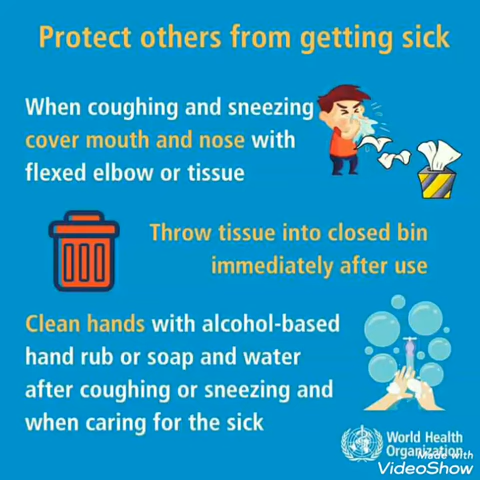 Protect others from getting sick
When coughing and sneezing
cover mouth and nose with
flexed elbow or tissue
Throw tissue into closed bin
immediately after use
Clean hands with alcohol-based
hand rub or soap and water
after coughing or sneezing and
when caring for the sick
World Health
Organization
Made with
VideoShow